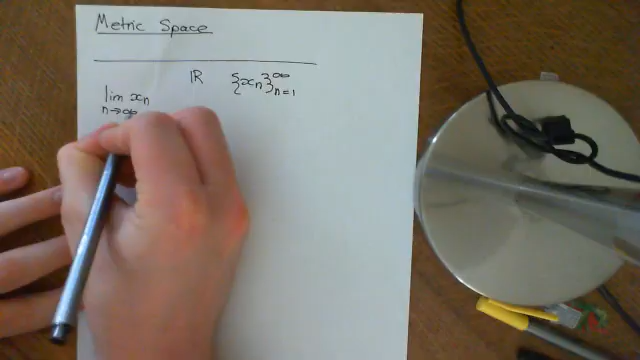 Metric Space
ℝ {xₙ}ₙ₌₁^∞
lim xₙ
n→∞